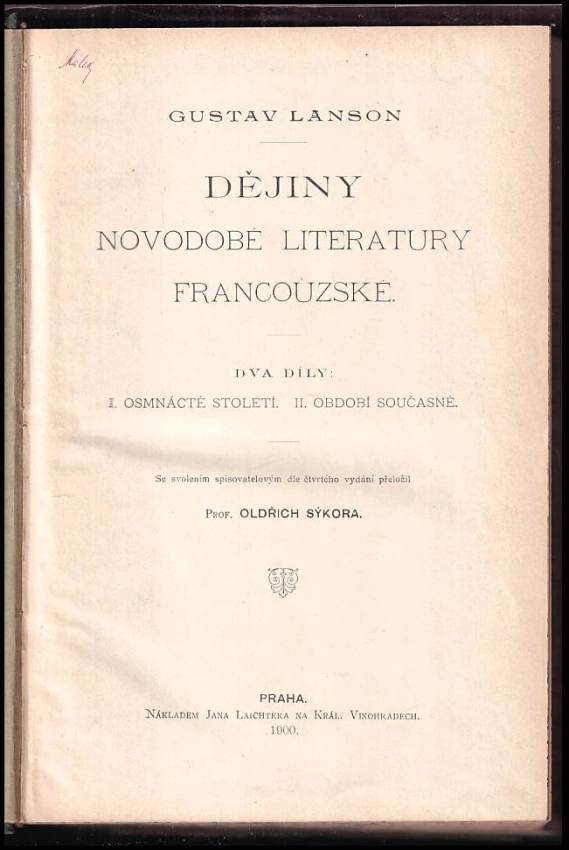 Málek
GUSTAV LANSON
DĚJINY
NOVODOBÉ LITERATURY
FRANCOUZSKÉ.
DVA DÍLY:
I. OSMNÁCTÉ STOLETÍ. II. OBDOBÍ SOUČASNÉ.
Se svolením spisovatelovým dle čtvrtého vydání přeložil
PROF. OLDŘICH SÝKORA.
PRAHA.
NÁKLADEM JANA LAICHTERA NA KRÁL. VINOHRADECH.
1900.